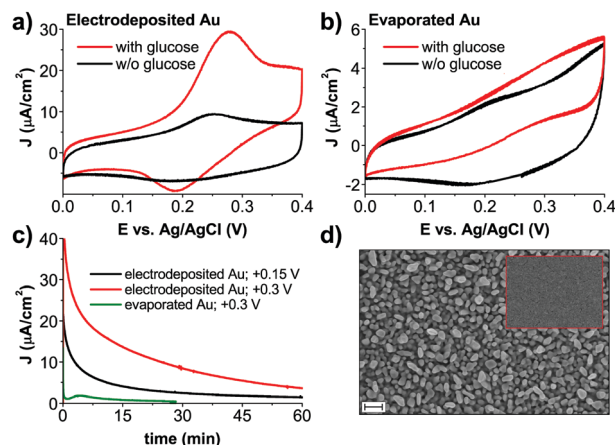 a) Electrodeposited Au
with glucose
w/o glucose
J (μA/cm²)
30
20
10
0
0.0 0.1 0.2 0.3 0.4
E vs. Ag/AgCl (V)
b) Evaporated Au
with glucose
w/o glucose
J (μA/cm²)
6
4
2
0
-2
0.0 0.1 0.2 0.3 0.4
E vs. Ag/AgCl (V)
c)
electrodeposited Au; +0.15 V
electrodeposited Au; +0.3 V
evaporated Au; +0.3 V
J (μA/cm²)
40
30
20
10
0
0 15 30 45 60
time (min)
d)